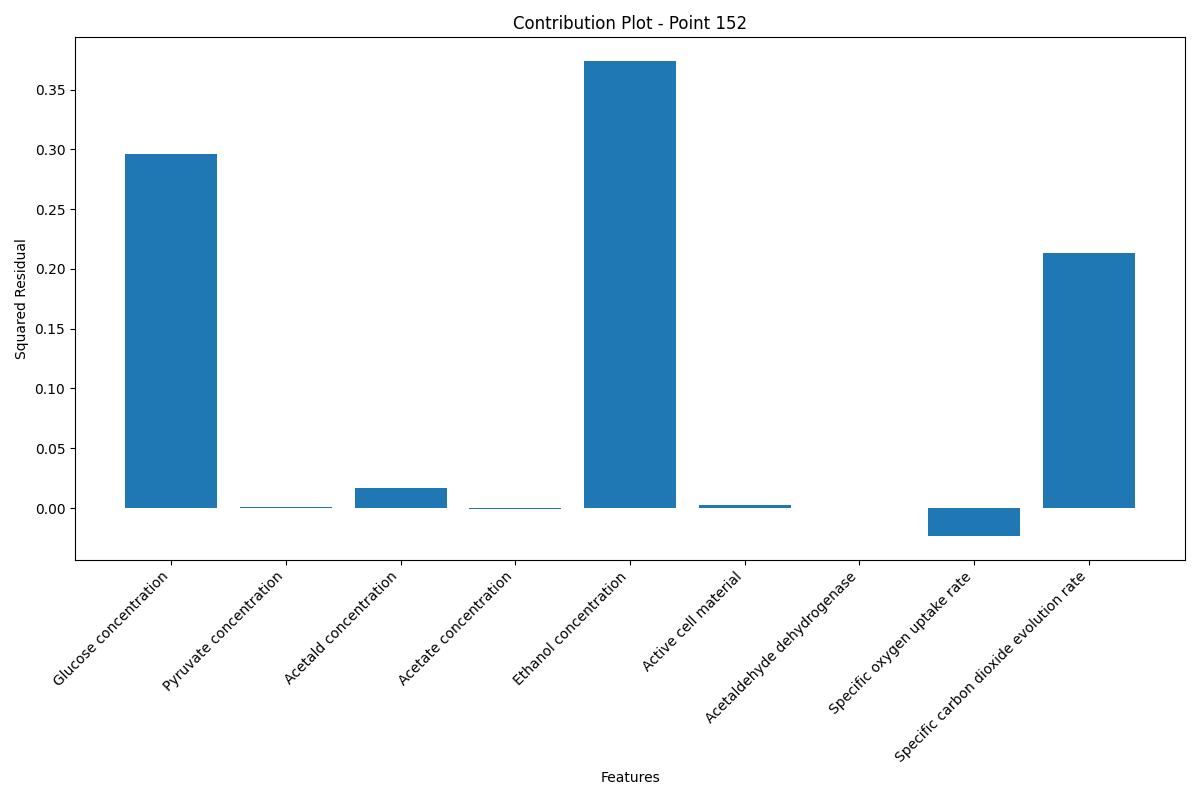 Contribution Plot - Point 152
Squared Residual
0.35
0.30
0.25
0.20
0.15
0.10
0.05
0.00
Glucose concentration
Pyruvate concentration
Acetald concentration
Acetate concentration
Ethanol concentration
Active cell material
Acetaldehyde dehydrogenase
Specific oxygen uptake rate
Specific carbon dioxide evolution rate
Features